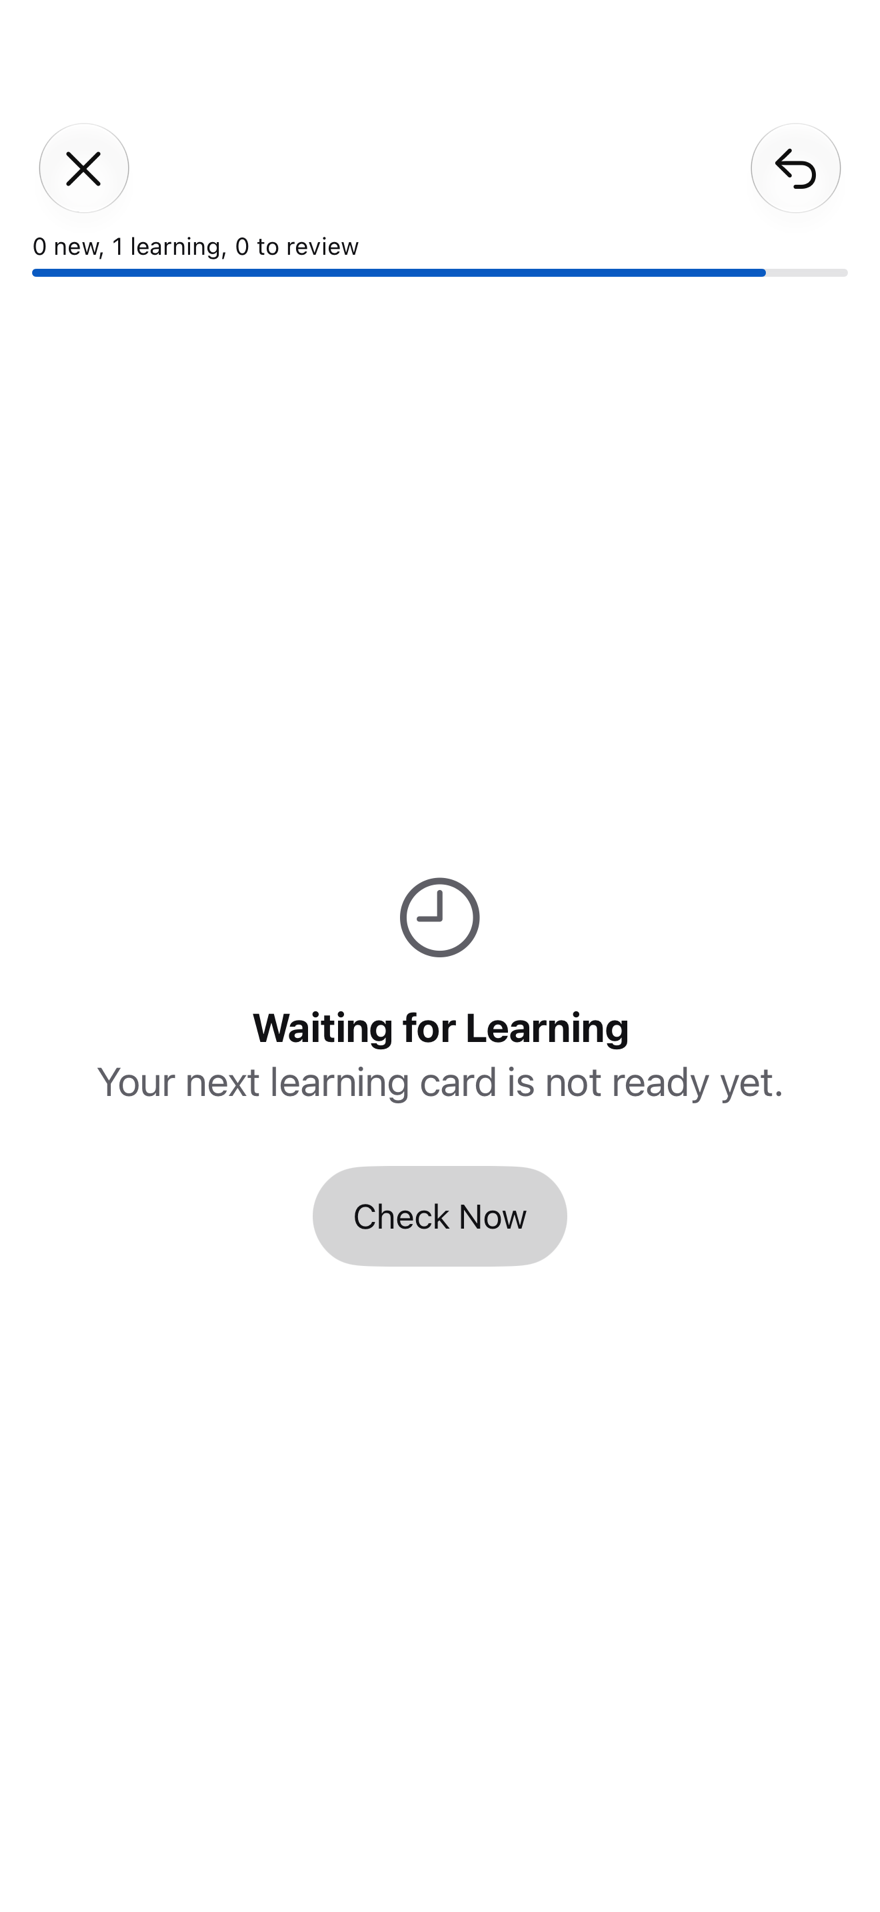 0 new, 1 learning, 0 to review
Waiting for Learning
Your next learning card is not ready yet.
Check Now